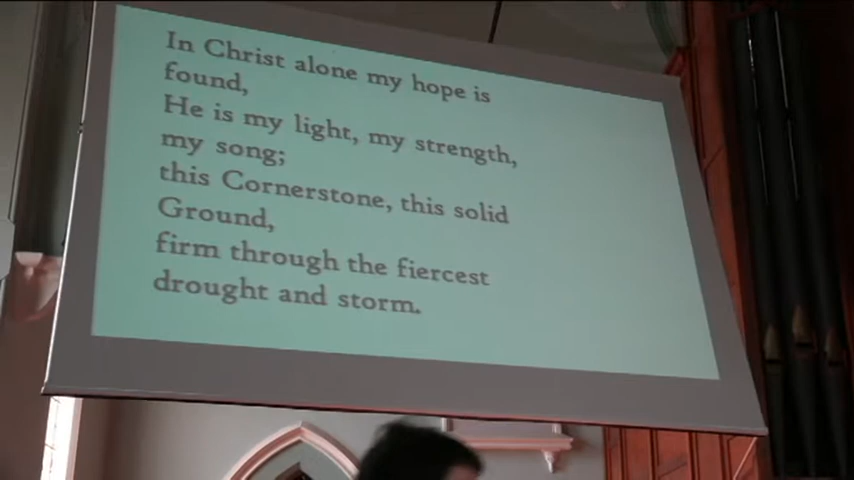 In Christ alone my hope is
found,
He is my light, my strength,
my song;
this Cornerstone, this solid
Ground,
firm through the fiercest
drought and storm.